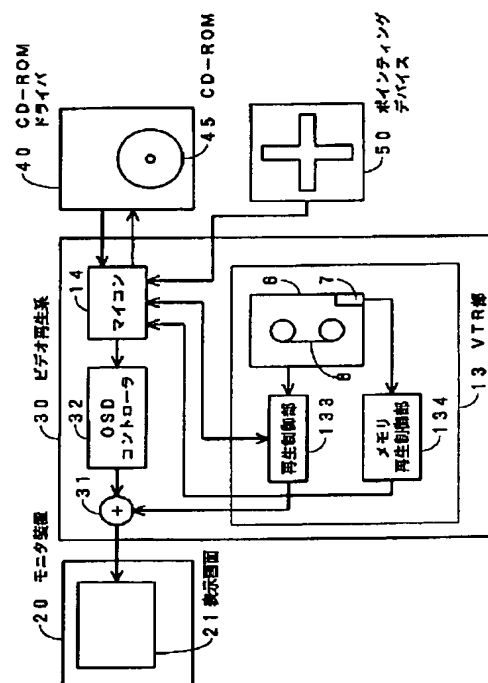 20 モニタ装置
21表示画面
30 ビデオ再生系
31
+
32
OSD
コントローラ
14
マイコン
40 CD-ROM
ドライバ
45 CD-ROM
50 ポインティング
デバイス
13 VTR部
133
再生制御部
134
メモリ
再生制御部
6
7
8